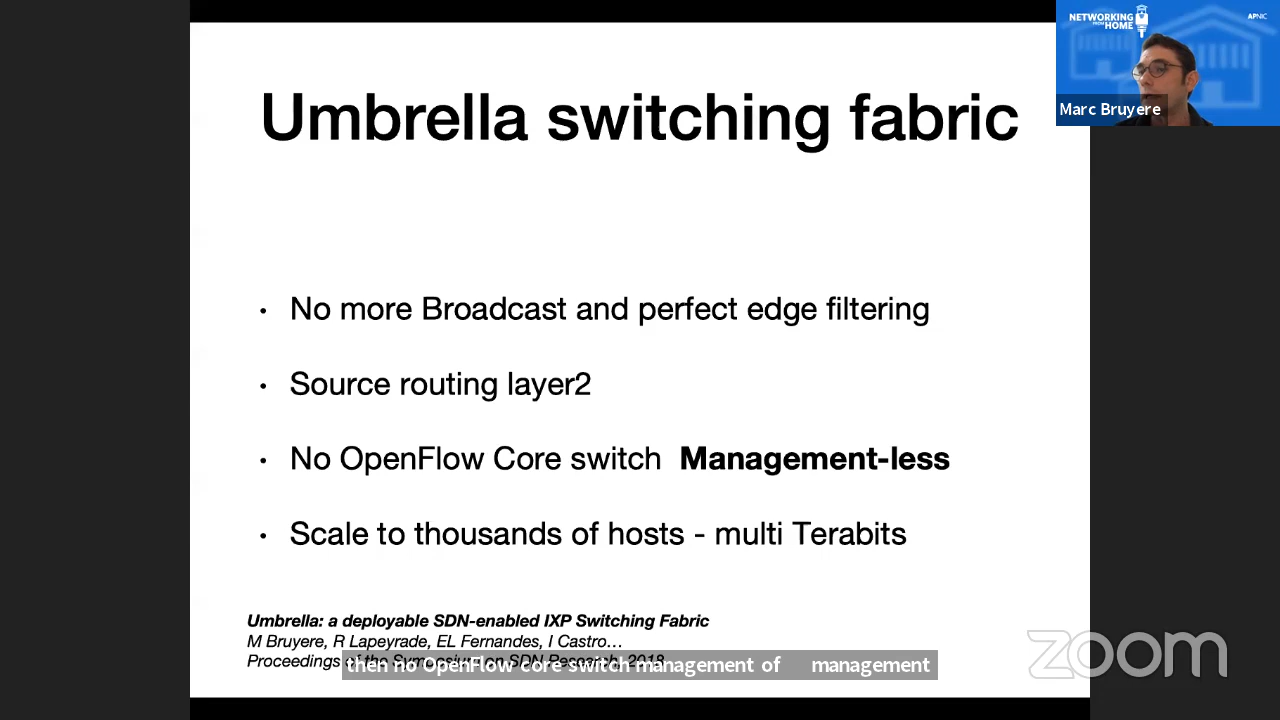 NETWORKING
FROM HOME
APNIC
Marc Bruyere
Umbrella switching fabric
• No more Broadcast and perfect edge filtering
• Source routing layer2
• No OpenFlow Core switch Management-less
• Scale to thousands of hosts - multi Terabits
Umbrella: a deployable SDN-enabled IXP Switching Fabric
M Bruyere, R Lapeyrade, EL Fernandes, I Castro...
Proceedings of the Symposium on SDN Research, 2018
then no OpenFlow core switch management of management
zoom